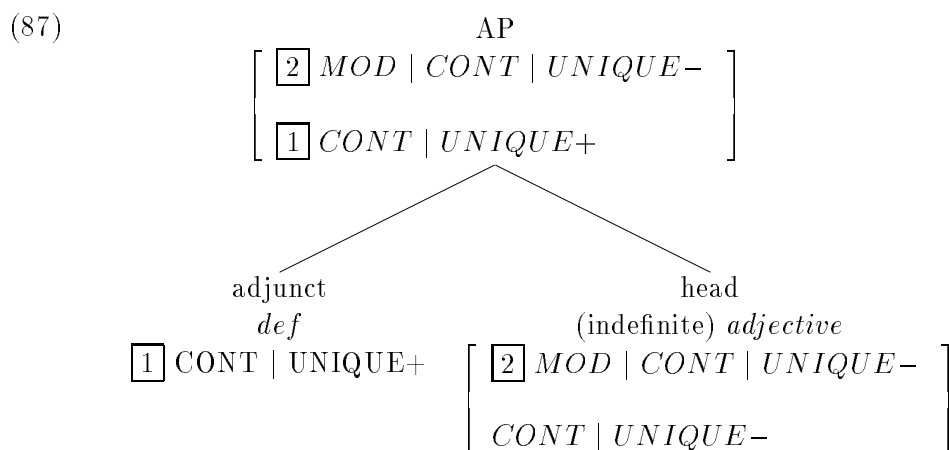 (87)
AP
2 MOD | CONT | UNIQUE−
1 CONT | UNIQUE+
adjunct head
def (indefinite) adjective
1 CONT | UNIQUE+ 2 MOD | CONT | UNIQUE−
CONT | UNIQUE−